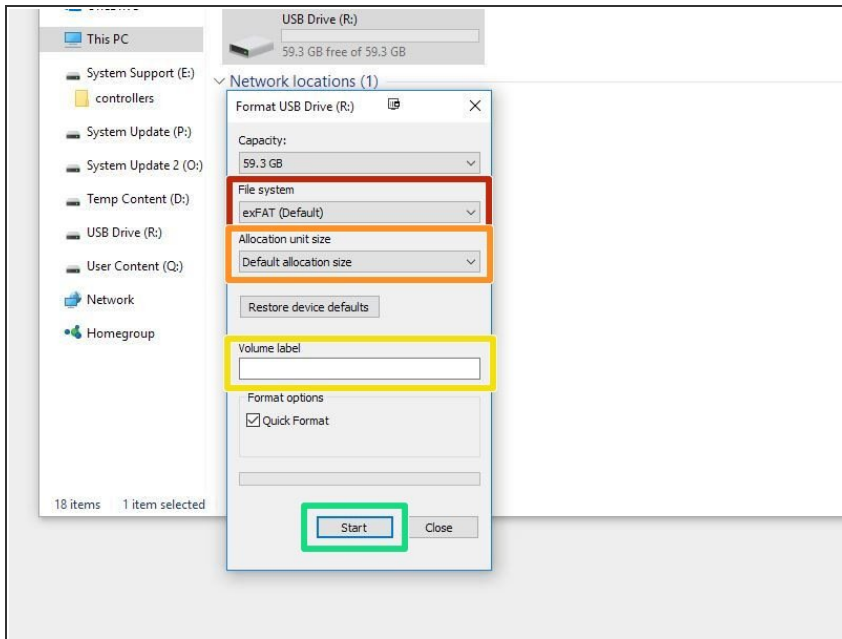 USB Drive (R:)
This PC
59.3 GB free of 59.3 GB
System Support (E:)
Network locations (1)
controllers
Format USB Drive (R:)
System Update (P:)
Capacity:
59.3 GB
System Update 2 (O:)
File system
Temp Content (D:)
exFAT (Default)
USB Drive (R:)
Allocation unit size
User Content (Q:)
Default allocation size
Network
Restore device defaults
Homegroup
Volume label
Format options
Quick Format
18 items 1 item selected
Start Close